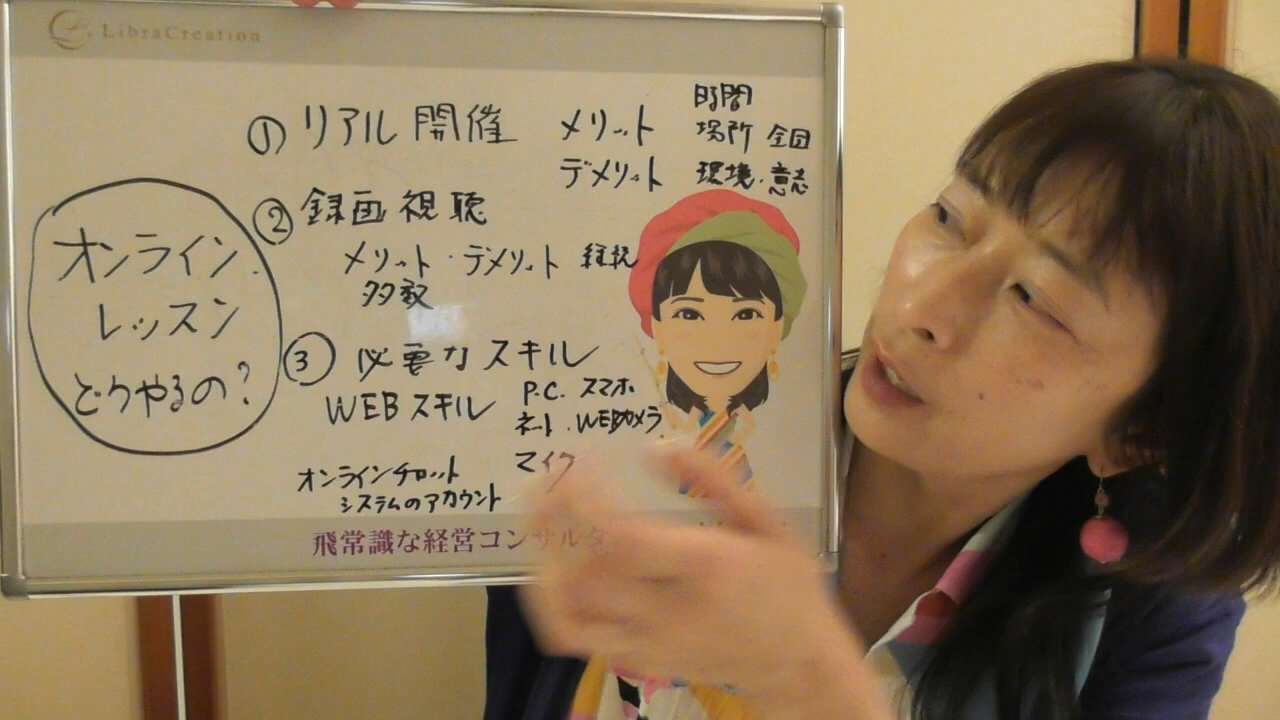 LibraCreation
① リアル開催 メリット 時間
場所 全国
デメリット 環境・意志
② 録画視聴
メリット・デメリット 継続
多数
オンライン
レッスン
どうやるの?
③ 必要なスキル
WEBスキル P.C. スマホ
ネット・WEBカメラ
マイク
オンラインチャット
システムのアカウント
飛常識な経営コンサルタ